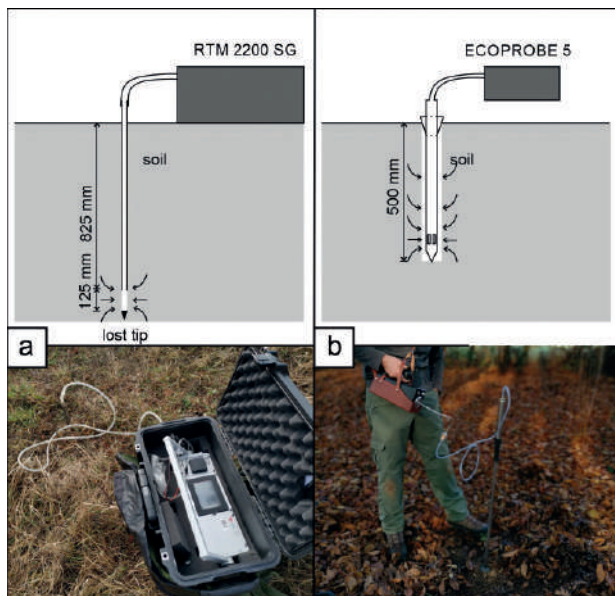 RTM 2200 SG
soil
825 mm
125 mm
lost tip
a
ECOPROBE 5
soil
500 mm
b